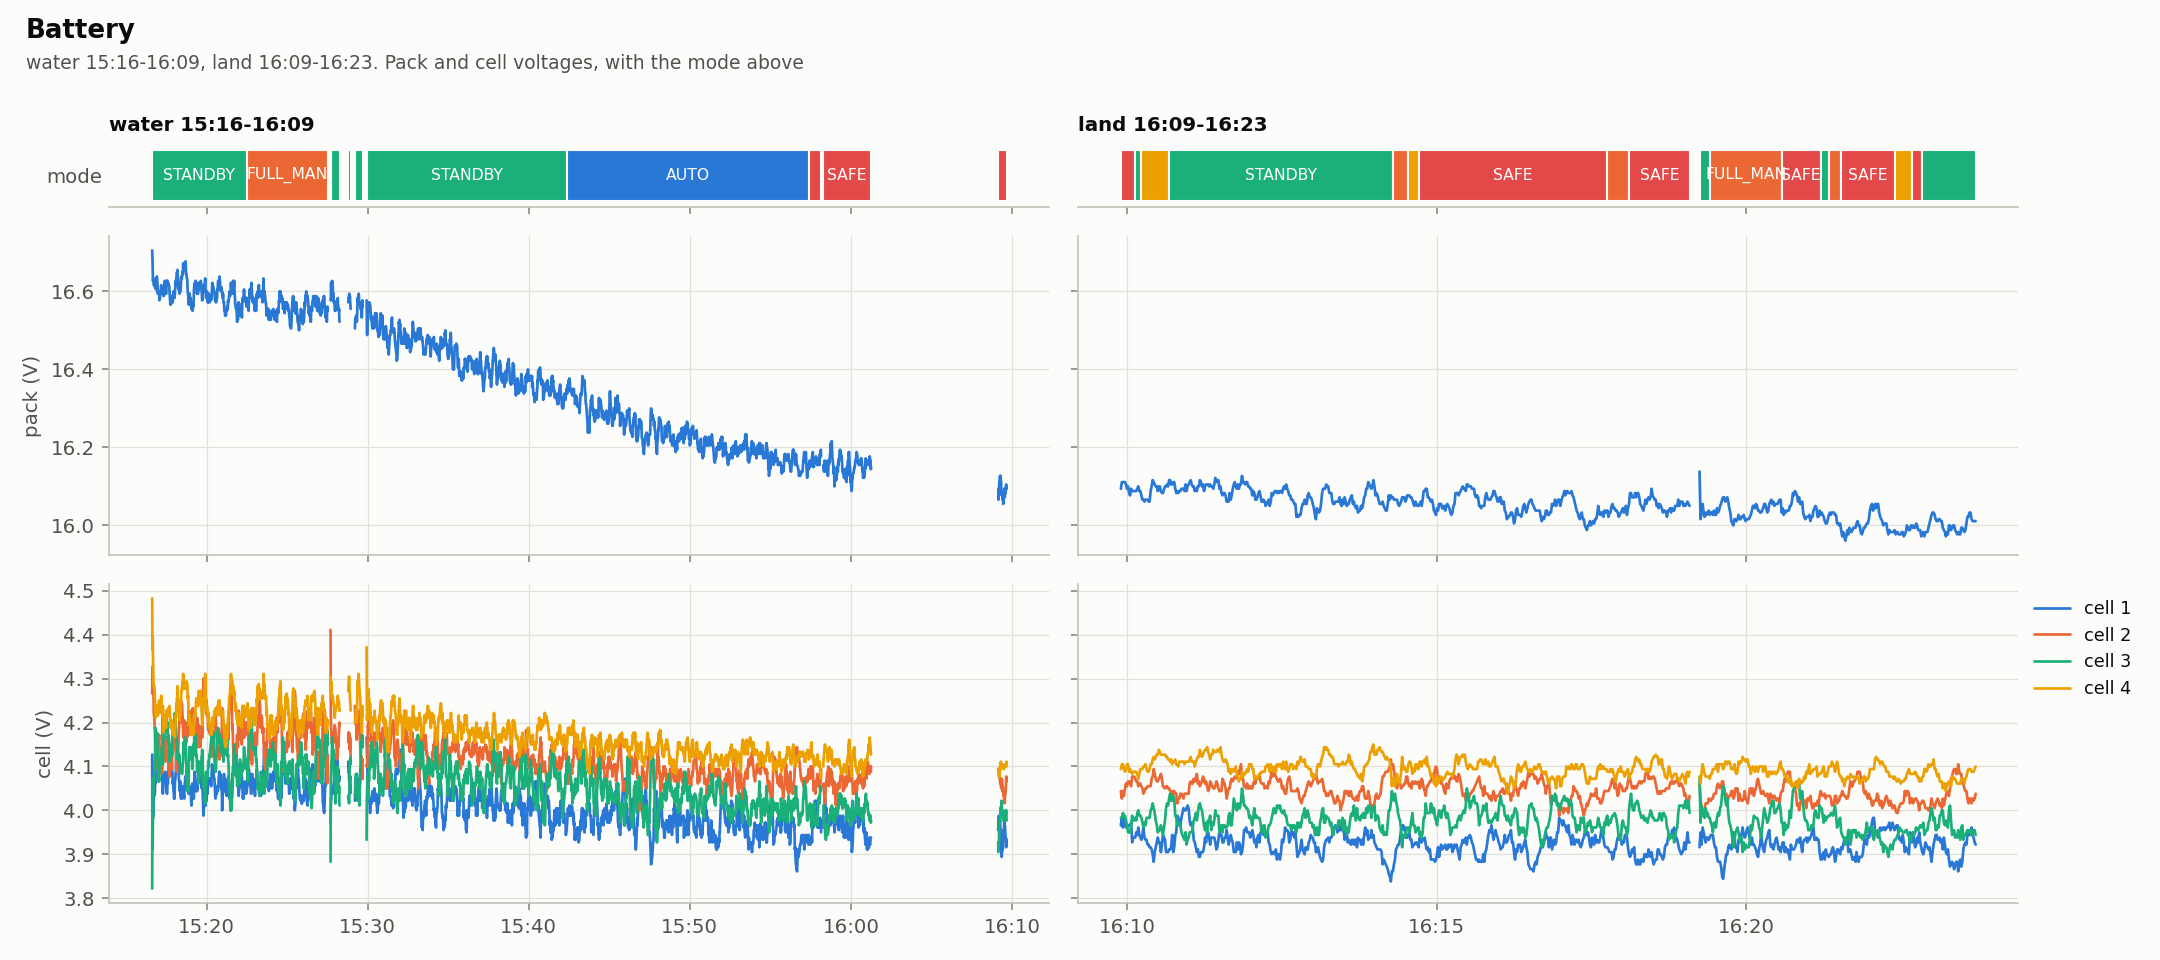 Battery
water 15:16-16:09, land 16:09-16:23. Pack and cell voltages, with the mode above
water 15:16-16:09
land 16:09-16:23
mode
STANDBY
FULL_MAN
STANDBY
AUTO
SAFE
STANDBY
SAFE
SAFE
FULL_MAN
SAFE
SAFE
pack (V)
16.6
16.4
16.2
16.0
cell (V)
4.5
4.4
4.3
4.2
4.1
4.0
3.9
3.8
15:20
15:30
15:40
15:50
16:00
16:10
16:10
16:15
16:20
cell 1
cell 2
cell 3
cell 4